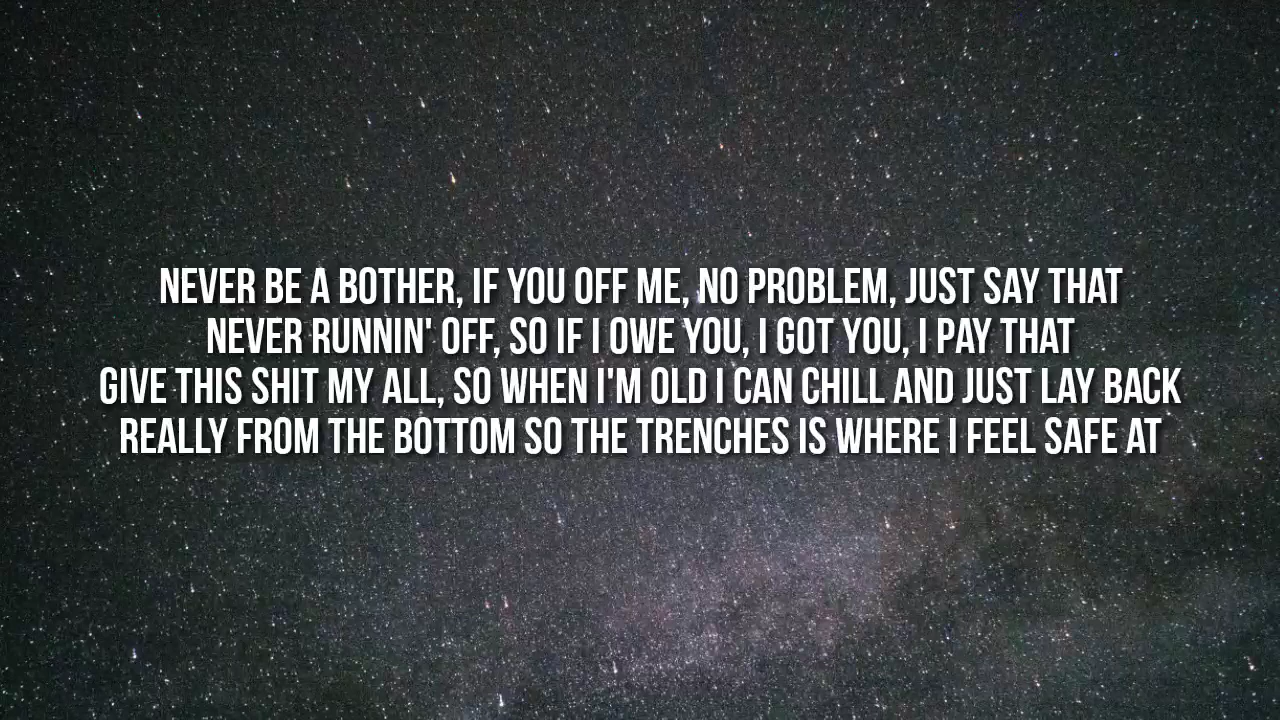 NEVER BE A BOTHER, IF YOU OFF ME, NO PROBLEM, JUST SAY THAT
NEVER RUNNIN' OFF, SO IF I OWE YOU, I GOT YOU, I PAY THAT
GIVE THIS SHIT MY ALL, SO WHEN I'M OLD I CAN CHILL AND JUST LAY BACK
REALLY FROM THE BOTTOM SO THE TRENCHES IS WHERE I FEEL SAFE AT